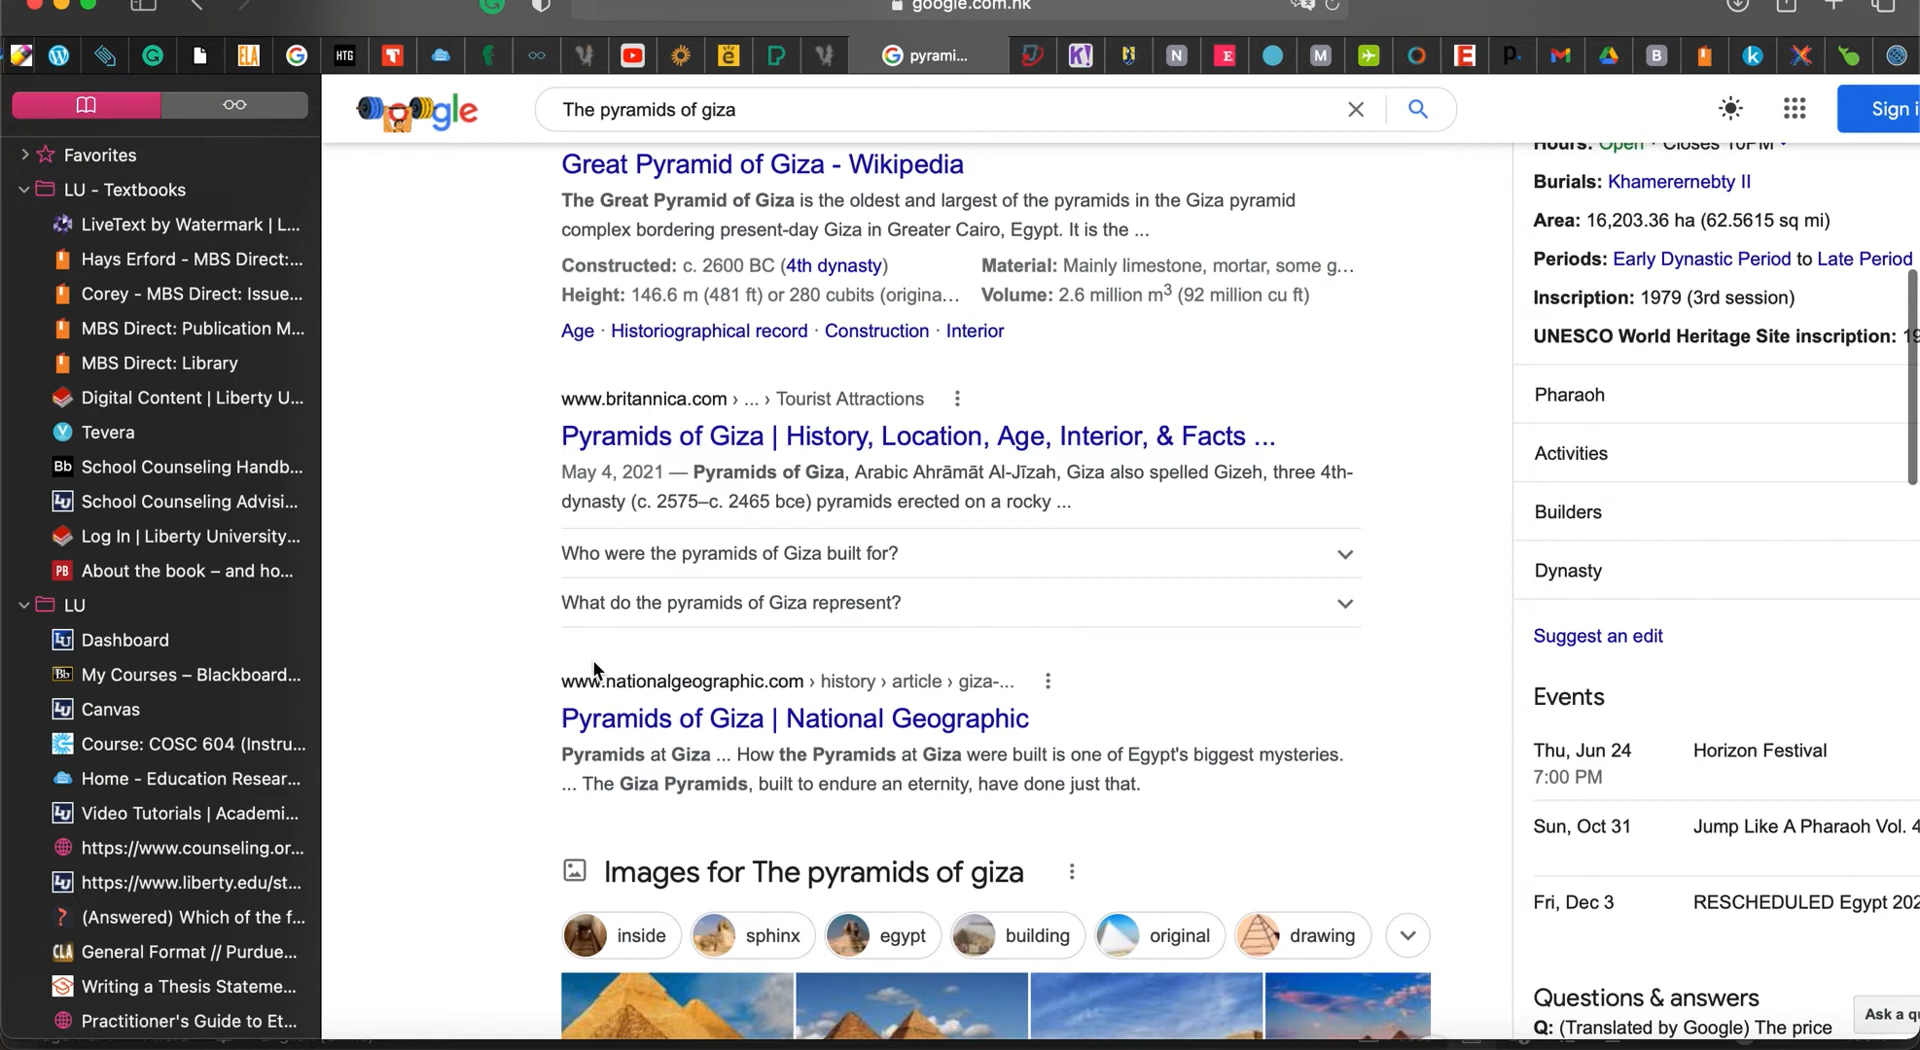 google.com.hk
pyrami...
Favorites
LU - Textbooks
LiveText by Watermark | L...
Hays Erford - MBS Direct:...
Corey - MBS Direct: Issue...
MBS Direct: Publication M...
MBS Direct: Library
Digital Content | Liberty U...
Tevera
School Counseling Handb...
School Counseling Advisi...
Log In | Liberty University...
About the book – and ho...
LU
Dashboard
My Courses – Blackboard...
Canvas
Course: COSC 604 (Instru...
Home - Education Resear...
Video Tutorials | Academi...
https://www.counseling.or...
https://www.liberty.edu/st...
(Answered) Which of the f...
General Format // Purdue...
Writing a Thesis Stateme...
Practitioner's Guide to Et...
The pyramids of giza
Sign i
Great Pyramid of Giza - Wikipedia
The Great Pyramid of Giza is the oldest and largest of the pyramids in the Giza pyramid
complex bordering present-day Giza in Greater Cairo, Egypt. It is the ...
Constructed: c. 2600 BC (4th dynasty) Material: Mainly limestone, mortar, some g...
Height: 146.6 m (481 ft) or 280 cubits (origina... Volume: 2.6 million m³ (92 million cu ft)
Age · Historiographical record · Construction · Interior
www.britannica.com › ... › Tourist Attractions
Pyramids of Giza | History, Location, Age, Interior, & Facts ...
May 4, 2021 — Pyramids of Giza, Arabic Ahrāmāt Al-Jīzah, Giza also spelled Gizeh, three 4th-
dynasty (c. 2575–c. 2465 bce) pyramids erected on a rocky ...
Who were the pyramids of Giza built for?
What do the pyramids of Giza represent?
www.nationalgeographic.com › history › article › giza-...
Pyramids of Giza | National Geographic
Pyramids at Giza ... How the Pyramids at Giza were built is one of Egypt's biggest mysteries.
... The Giza Pyramids, built to endure an eternity, have done just that.
Images for The pyramids of giza
inside
sphinx
egypt
building
original
drawing
Hours: Open · Closes 10PM
Burials: Khamerernebty II
Area: 16,203.36 ha (62.5615 sq mi)
Periods: Early Dynastic Period to Late Period
Inscription: 1979 (3rd session)
UNESCO World Heritage Site inscription: 19
Pharaoh
Activities
Builders
Dynasty
Suggest an edit
Events
Thu, Jun 24 Horizon Festival
7:00 PM
Sun, Oct 31 Jump Like A Pharaoh Vol. 4
Fri, Dec 3 RESCHEDULED Egypt 202
Questions & answers
Ask a qu
Q: (Translated by Google) The price